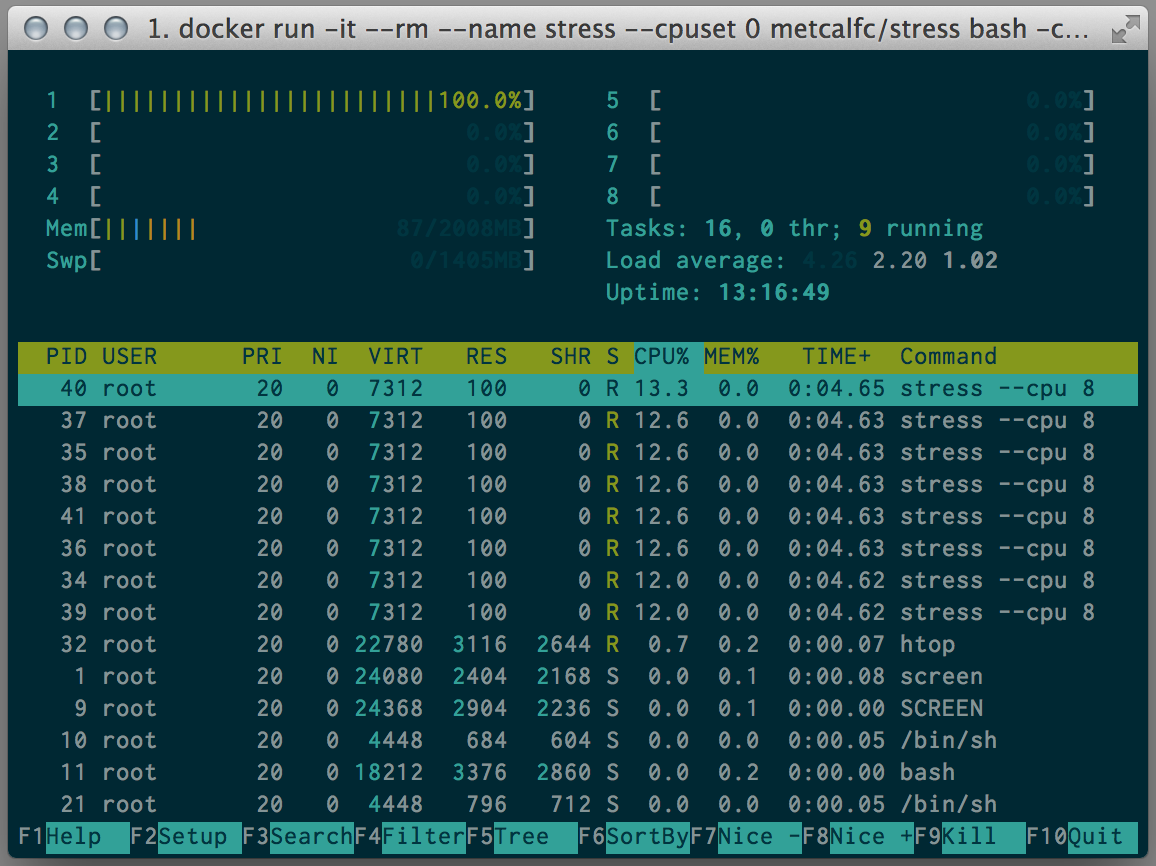 1. docker run -it --rm --name stress --cpuset 0 metcalfc/stress bash -c...
1 [|||||||||||||||||||||||100.0%] 5 [ 0.0%]
2 [ 0.0%] 6 [ 0.0%]
3 [ 0.0%] 7 [ 0.0%]
4 [ 0.0%] 8 [ 0.0%]
Mem[||||||| 87/2008MB] Tasks: 16, 0 thr; 9 running
Swp[ 0/1405MB] Load average: 4.26 2.20 1.02
Uptime: 13:16:49
PID USER PRI NI VIRT RES SHR S CPU% MEM% TIME+ Command
40 root 20 0 7312 100 0 R 13.3 0.0 0:04.65 stress --cpu 8
37 root 20 0 7312 100 0 R 12.6 0.0 0:04.63 stress --cpu 8
35 root 20 0 7312 100 0 R 12.6 0.0 0:04.63 stress --cpu 8
38 root 20 0 7312 100 0 R 12.6 0.0 0:04.63 stress --cpu 8
41 root 20 0 7312 100 0 R 12.6 0.0 0:04.63 stress --cpu 8
36 root 20 0 7312 100 0 R 12.6 0.0 0:04.63 stress --cpu 8
34 root 20 0 7312 100 0 R 12.0 0.0 0:04.62 stress --cpu 8
39 root 20 0 7312 100 0 R 12.0 0.0 0:04.62 stress --cpu 8
32 root 20 0 22780 3116 2644 R 0.7 0.2 0:00.07 htop
1 root 20 0 24080 2404 2168 S 0.0 0.1 0:00.08 screen
9 root 20 0 24368 2904 2236 S 0.0 0.1 0:00.00 SCREEN
10 root 20 0 4448 684 604 S 0.0 0.0 0:00.05 /bin/sh
11 root 20 0 18212 3376 2860 S 0.0 0.2 0:00.00 bash
21 root 20 0 4448 796 712 S 0.0 0.0 0:00.05 /bin/sh
F1Help F2Setup F3SearchF4FilterF5Tree F6SortByF7Nice -F8Nice +F9Kill F10Quit